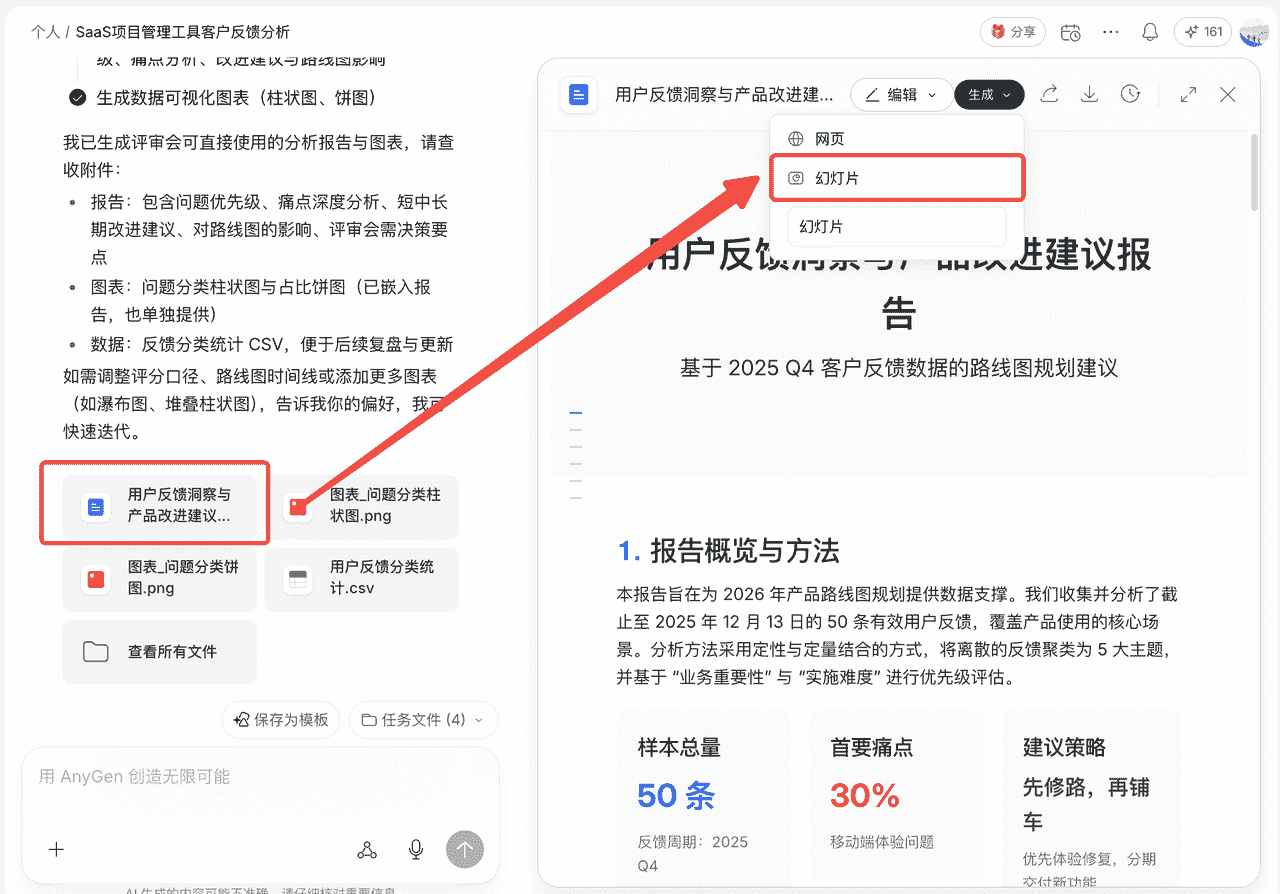 个人 / SaaS项目管理工具客户反馈分析
分享
161
级、痛点分析、改进建议与路线图影响
生成数据可视化图表（柱状图、饼图）
我已生成评审会可直接使用的分析报告与图表，请查
收附件：
• 报告：包含问题优先级、痛点深度分析、短中长
期改进建议、对路线图的影响、评审会需决策要
点
• 图表：问题分类柱状图与占比饼图（已嵌入报
告，也单独提供）
• 数据：反馈分类统计 CSV，便于后续复盘与更新
如需调整评分口径、路线图时间线或添加更多图表
（如瀑布图、堆叠柱状图），告诉我你的偏好，我可
快速迭代。
用户反馈洞察与
产品改进建议...
图表_问题分类柱
状图.png
图表_问题分类饼
图.png
用户反馈分类统
计.csv
查看所有文件
保存为模板
任务文件 (4)
用 AnyGen 创造无限可能
AI 生成的内容可能不准确，请仔细核对重要信息
用户反馈洞察与产品改进建...
编辑
生成
网页
幻灯片
幻灯片
用户反馈洞察与产品改进建议报
告
基于 2025 Q4 客户反馈数据的路线图规划建议
1. 报告概览与方法
本报告旨在为 2026 年产品路线图规划提供数据支撑。我们收集并分析了截
止至 2025 年 12 月 13 日的 50 条有效用户反馈，覆盖产品使用的核心场
景。分析方法采用定性与定量结合的方式，将离散的反馈聚类为 5 大主题，
并基于 “业务重要性” 与 “实施难度” 进行优先级评估。
样本总量
50 条
反馈周期：2025
Q4
首要痛点
30%
移动端体验问题
建议策略
先修路，再铺
车
优先体验修复，分期
交付新功能